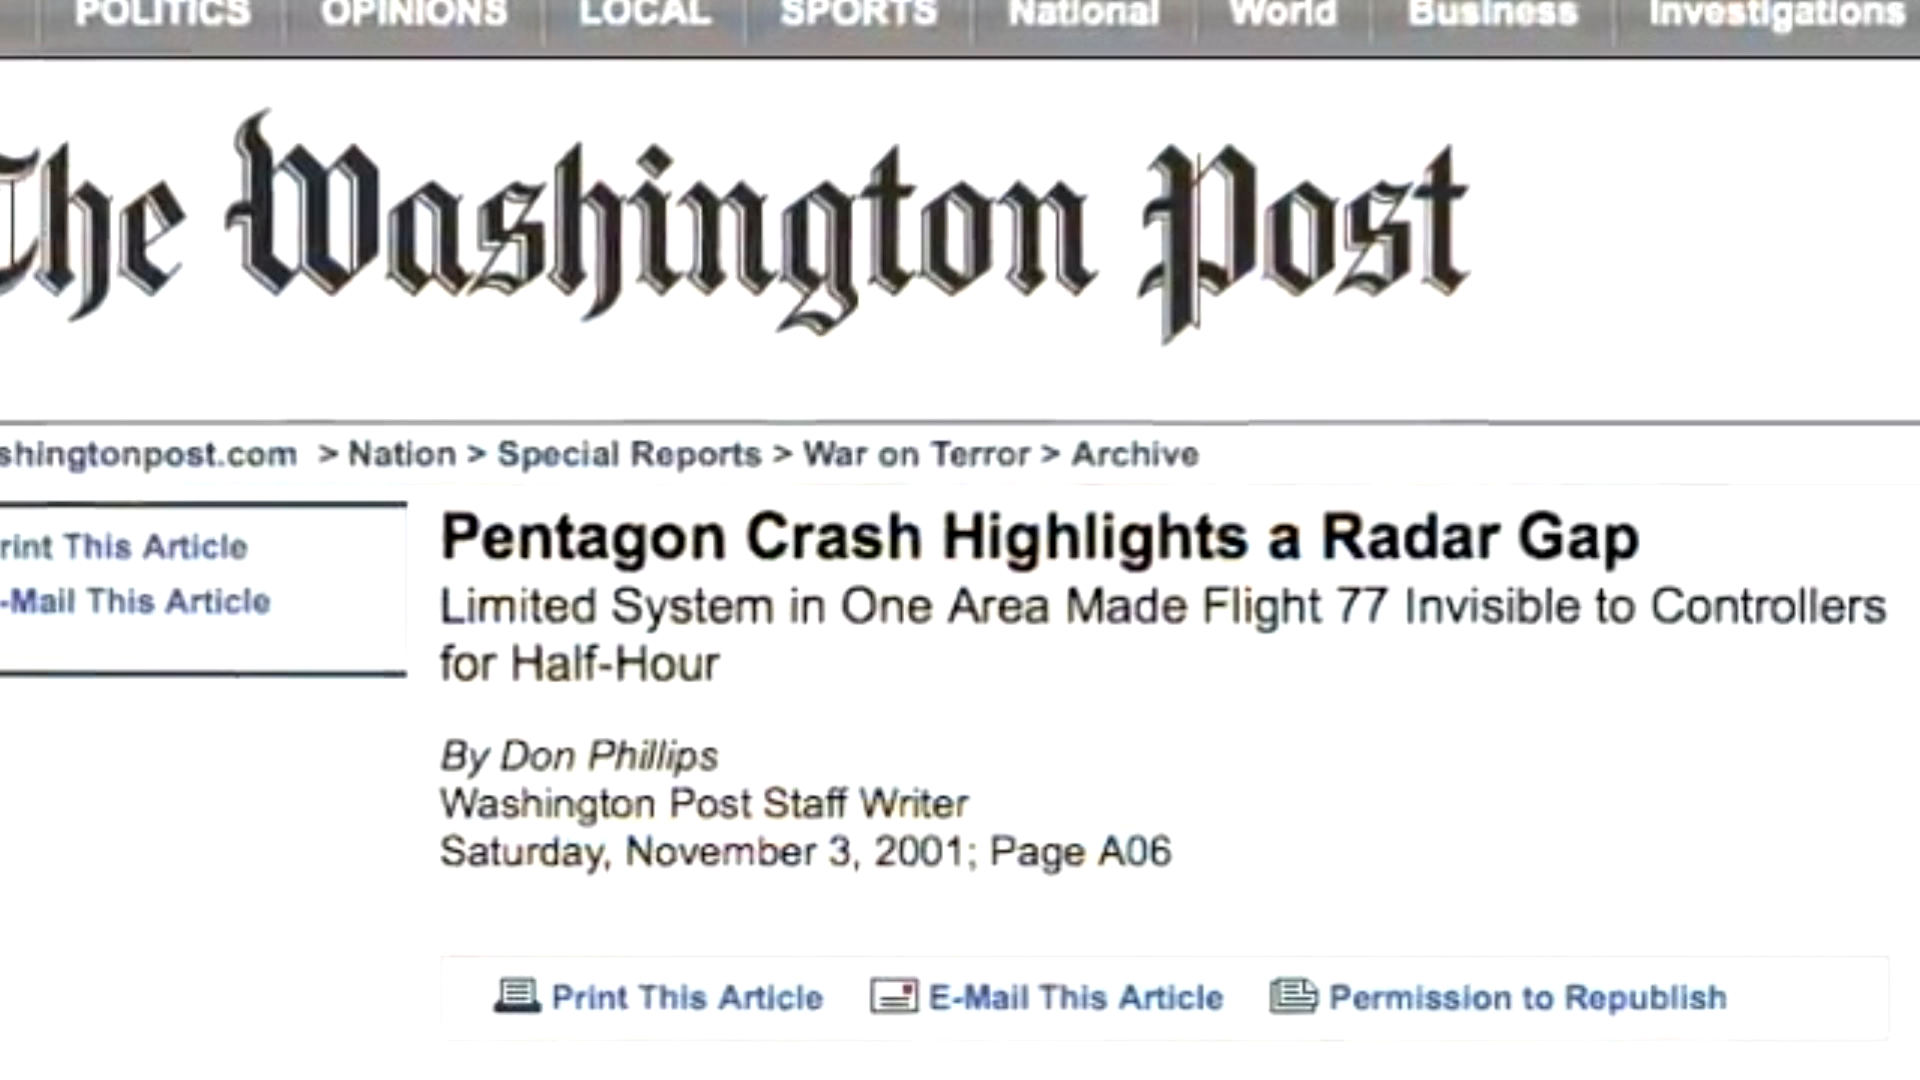 POLITICS OPINIONS LOCAL SPORTS National World Business Investigations
The Washington Post
shingtonpost.com > Nation > Special Reports > War on Terror > Archive
rint This Article
-Mail This Article
Pentagon Crash Highlights a Radar Gap
Limited System in One Area Made Flight 77 Invisible to Controllers
for Half-Hour
By Don Phillips
Washington Post Staff Writer
Saturday, November 3, 2001; Page A06
Print This Article E-Mail This Article Permission to Republish